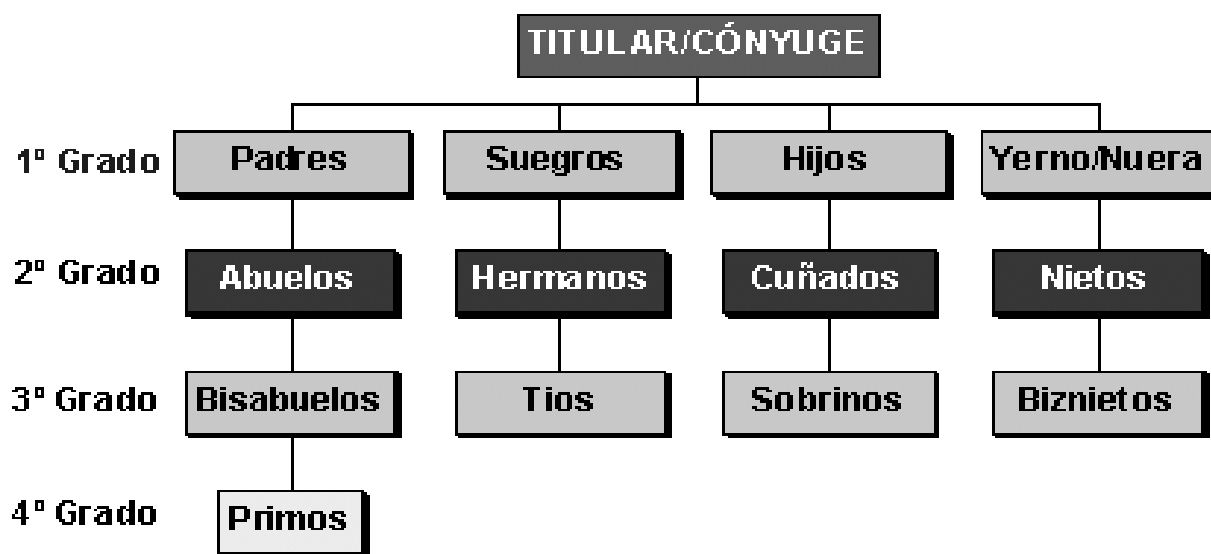 TITULAR/CÓNYUGE
1º Grado Padres Suegros Hijos Yerno/Nuera
2º Grado Abuelos Hermanos Cuñados Nietos
3º Grado Bisabuelos Tios Sobrinos Biznietos
4º Grado Primos